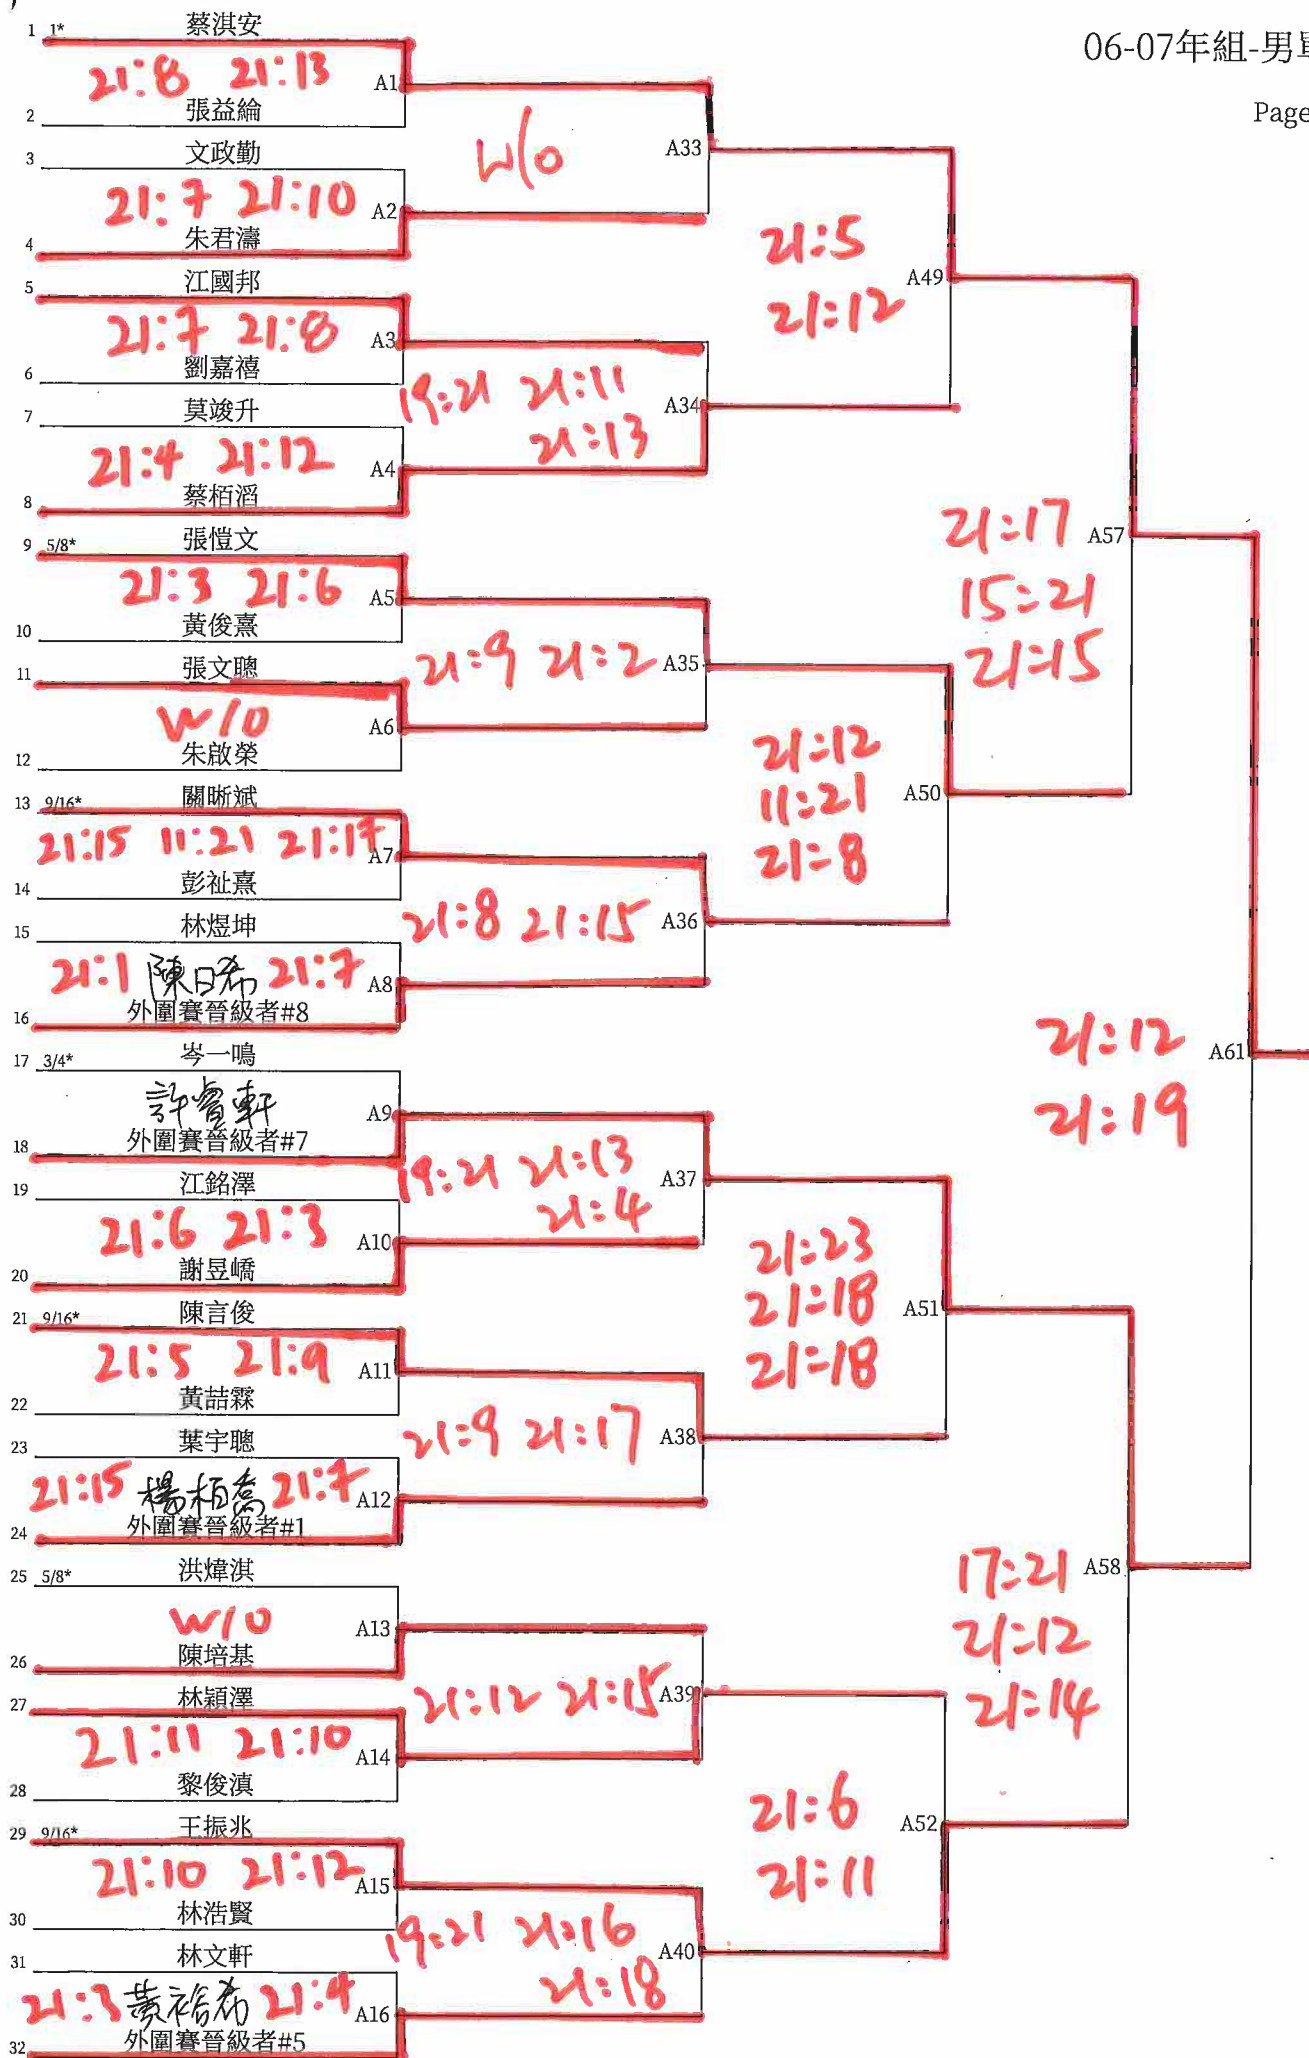 06-07年組-男單
Page
1 1* 蔡淇安
21:8 21:13 A1
2 張益綸
3 文政勤
W/O A33
21:7 21:10 A2
4 朱君濤
21:5
21:12 A49
5 江國邦
21:7 21:8 A3
6 劉嘉禧
19:21 21:11 A34
21:13
7 莫竣升
21:4 21:12 A4
8 蔡栢滔
21:17 A57
15:21
21:15
9 5/8* 張愷文
21:3 21:6 A5
10 黃俊熹
21:9 21:2 A35
11 張文聰
W/O A6
12 朱啟榮
21:12
11:21 A50
21:8
13 9/16* 關晰斌
21:15 11:21 21:17 A7
14 彭祉熹
21:8 21:15 A36
15 林煜坤
21:1 陳日希 21:7 A8
16 外圍賽晉級者#8
21:12 A61
21:19
17 3/4* 岑一鳴
許睿軒 A9
18 外圍賽晉級者#7
19:21 21:13 A37
21:4
19 江銘澤
21:6 21:3 A10
20 謝昱嶠
21:23
21:18 A51
21:18
21 9/16* 陳言俊
21:5 21:9 A11
22 黃喆霖
21:9 21:17 A38
23 葉宇聰
21:15 楊栢喬 21:7 A12
24 外圍賽晉級者#1
17:21 A58
21:12
21:14
25 5/8* 洪煒淇
W/O A13
26 陳培基
21:12 21:15 A39
27 林穎澤
21:11 21:10 A14
28 黎俊滇
21:6 A52
21:11
29 9/16* 王振兆
21:10 21:12 A15
30 林浩賢
19:21 21:16 A40
21:18
31 林文軒
21:3 黃裕希 21:4 A16
32 外圍賽晉級者#5